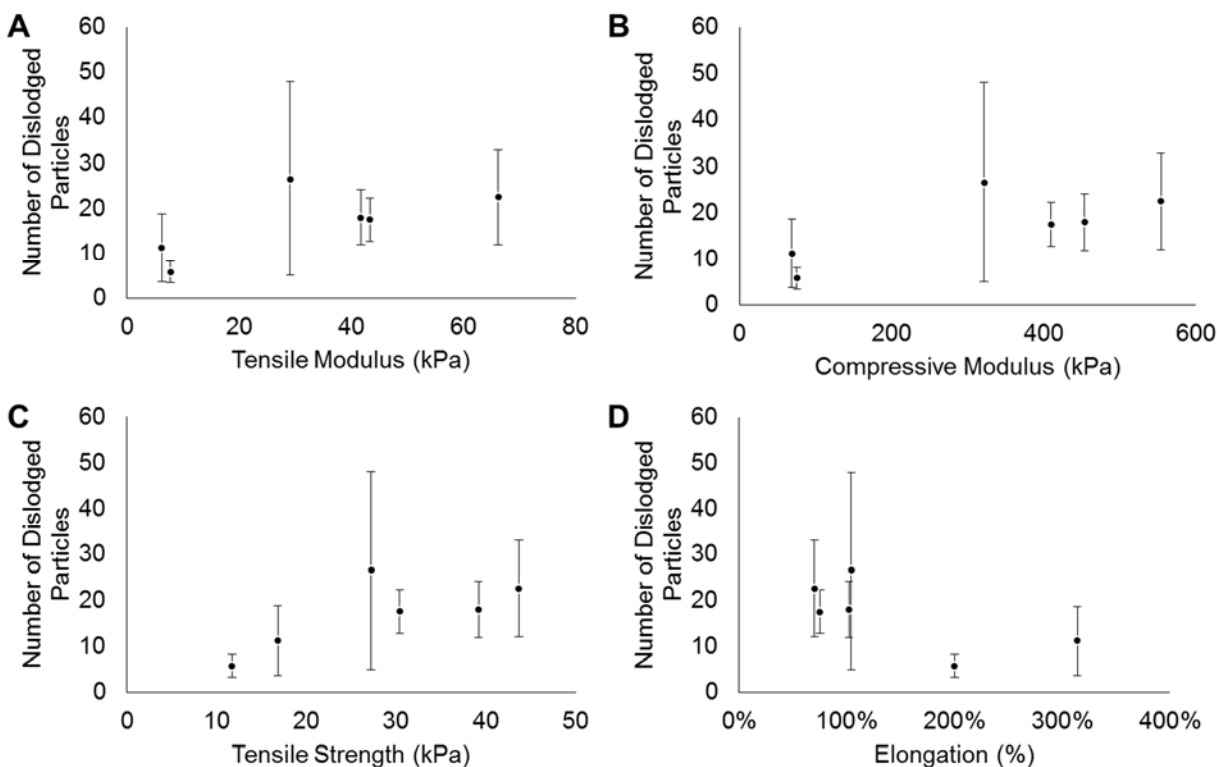 A
Number of Dislodged
Particles
60
50
40
30
20
10
0
0 20 40 60 80
Tensile Modulus (kPa)
B
Number of Dislodged
Particles
60
50
40
30
20
10
0
0 200 400 600
Compressive Modulus (kPa)
C
Number of Dislodged
Particles
60
50
40
30
20
10
0
0 10 20 30 40 50
Tensile Strength (kPa)
D
Number of Dislodged
Particles
60
50
40
30
20
10
0
0% 100% 200% 300% 400%
Elongation (%)